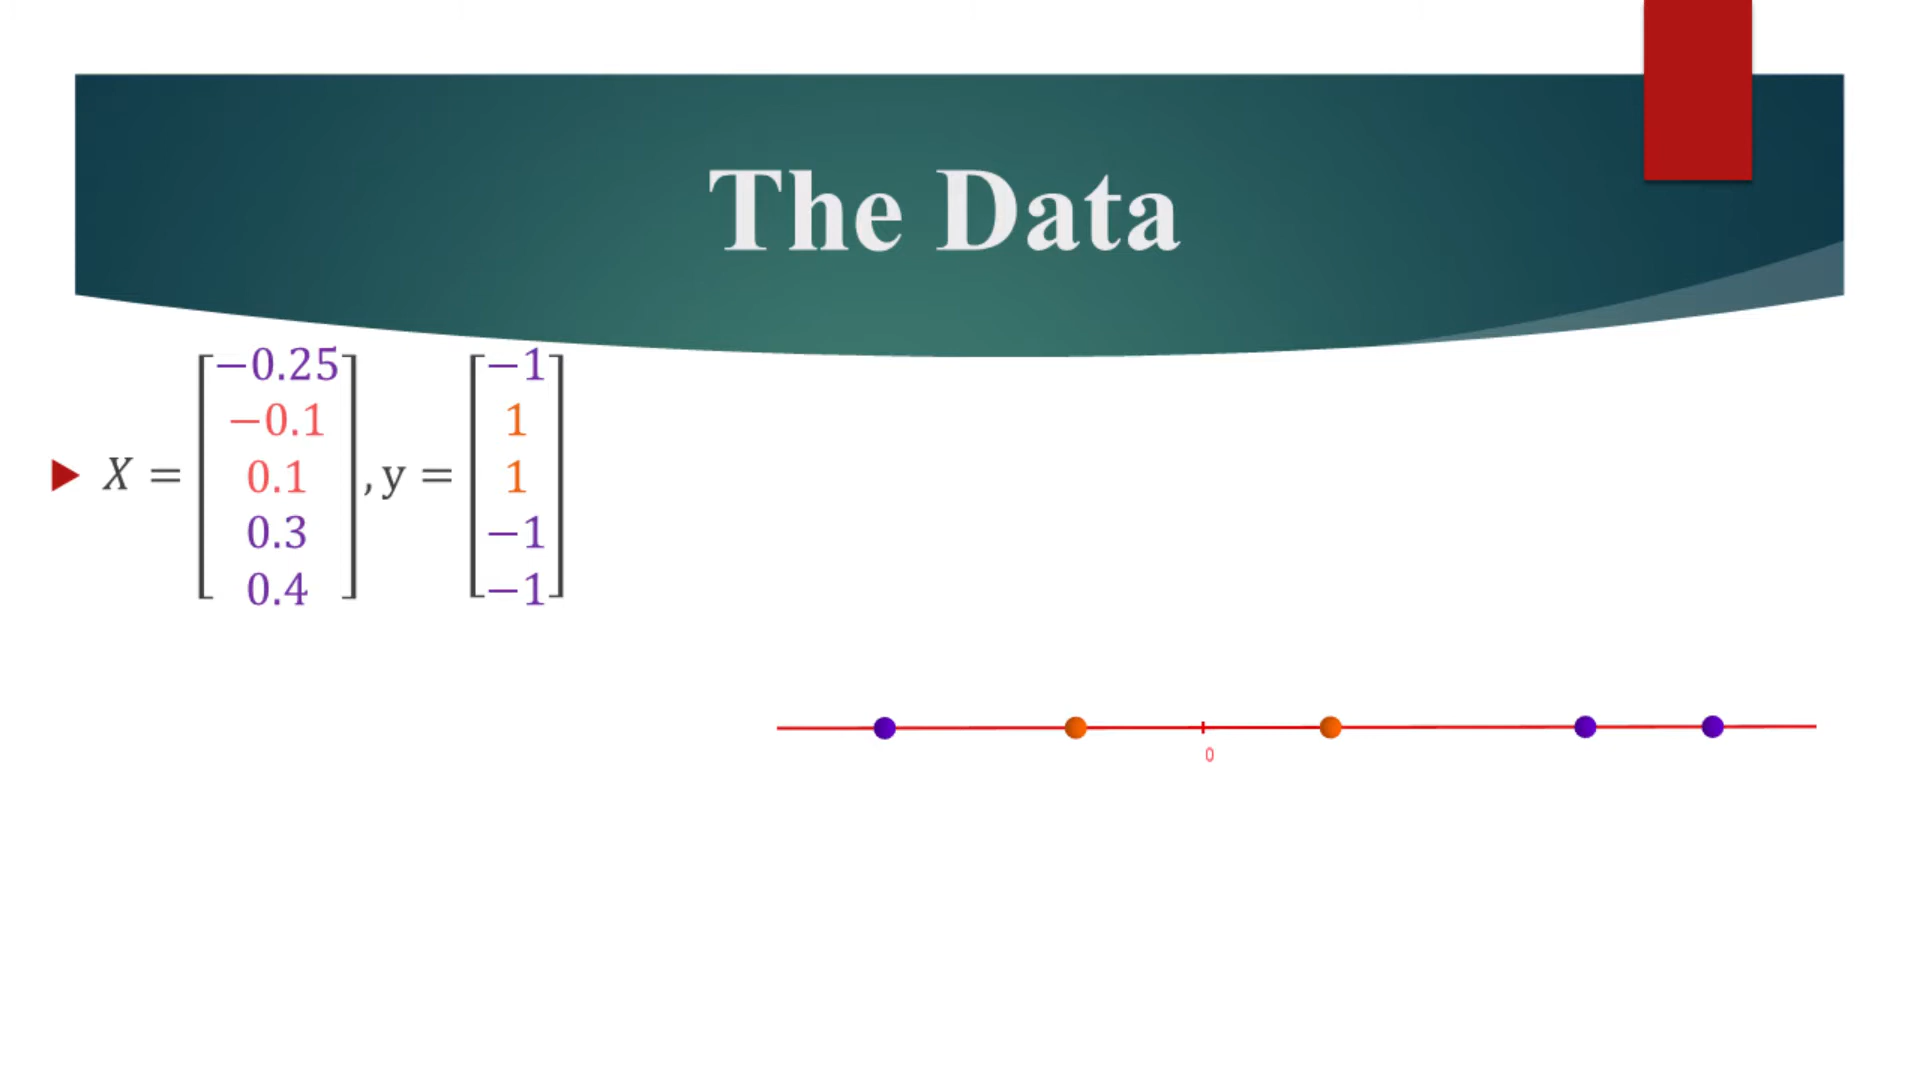 The Data
X = [−0.25
−0.1
0.1
0.3
0.4], y = [−1
1
1
−1
−1]
0